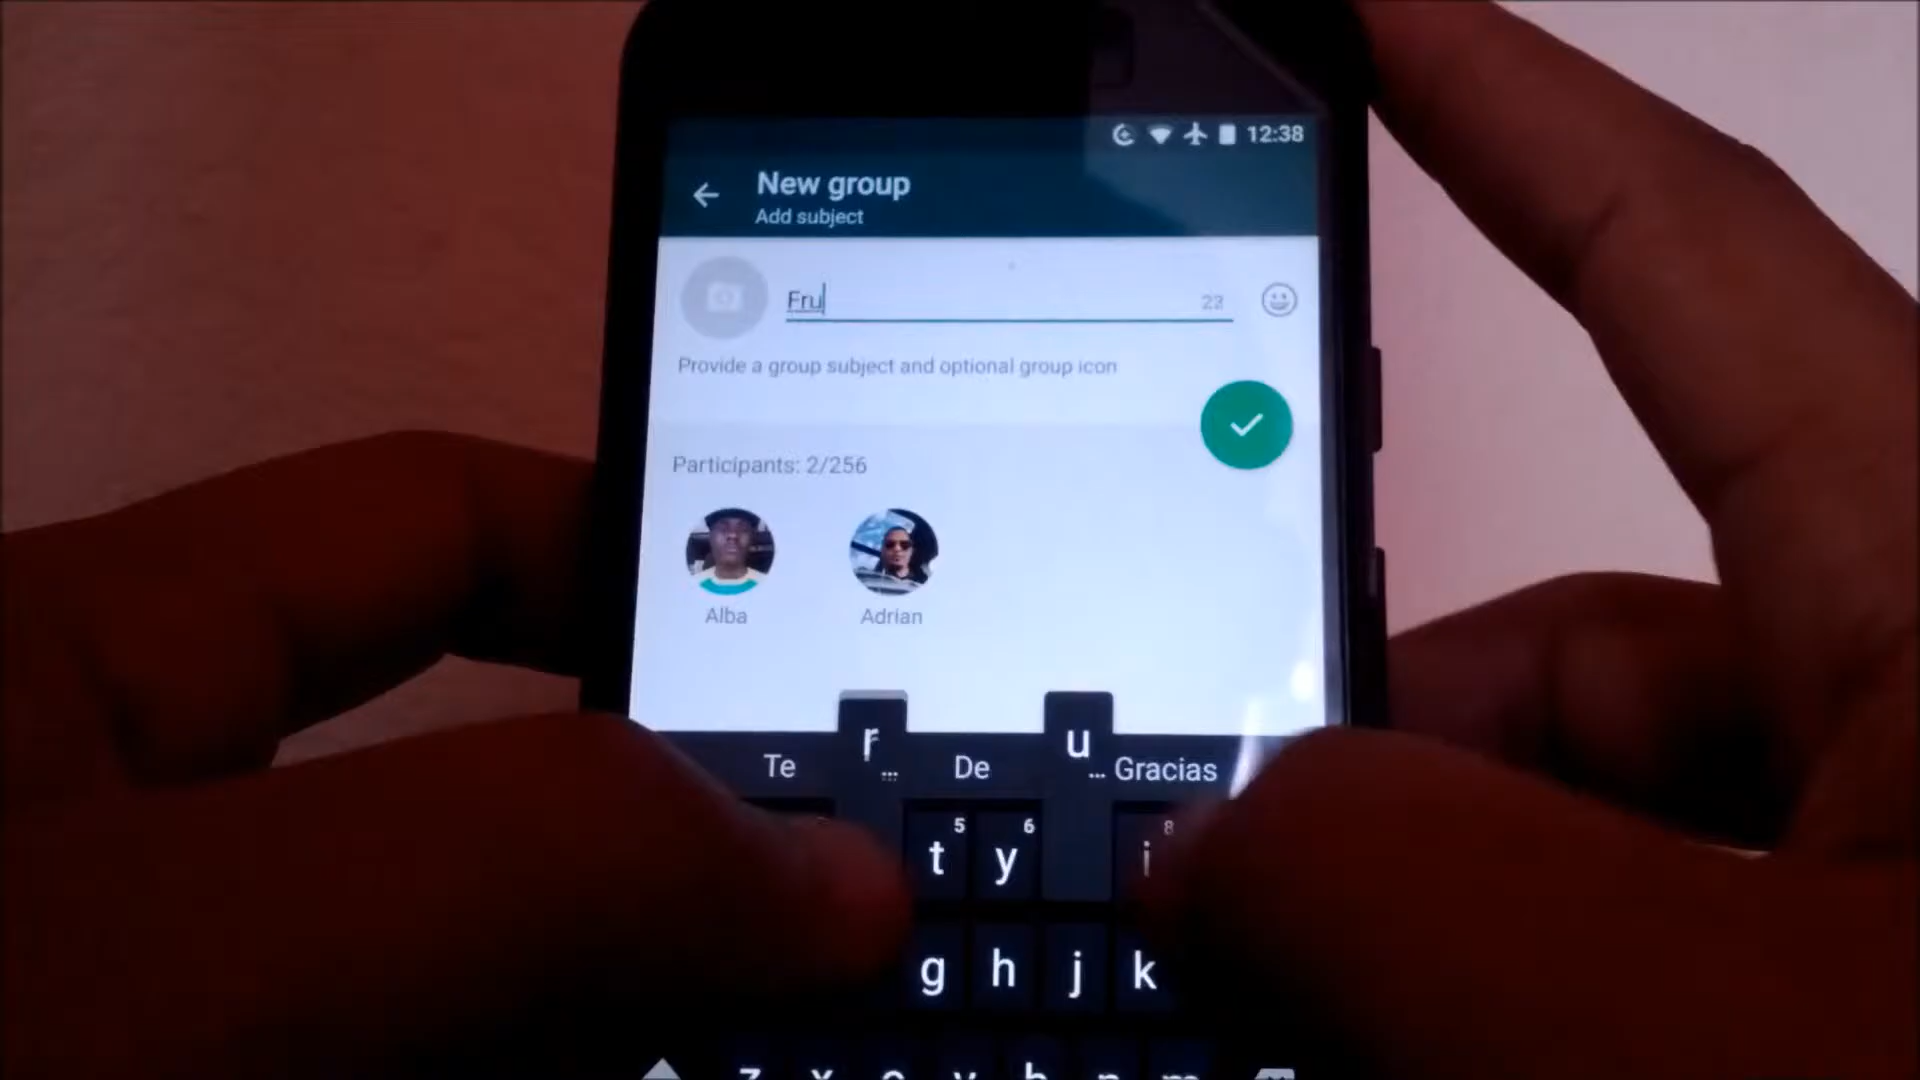 12:38
New group
Add subject
Fru
22
Provide a group subject and optional group icon
Participants: 2/256
Alba
Adrian
r
u
Te
... De
... Gracias
5
6
8
t y i
g h j k
z x c v b n m